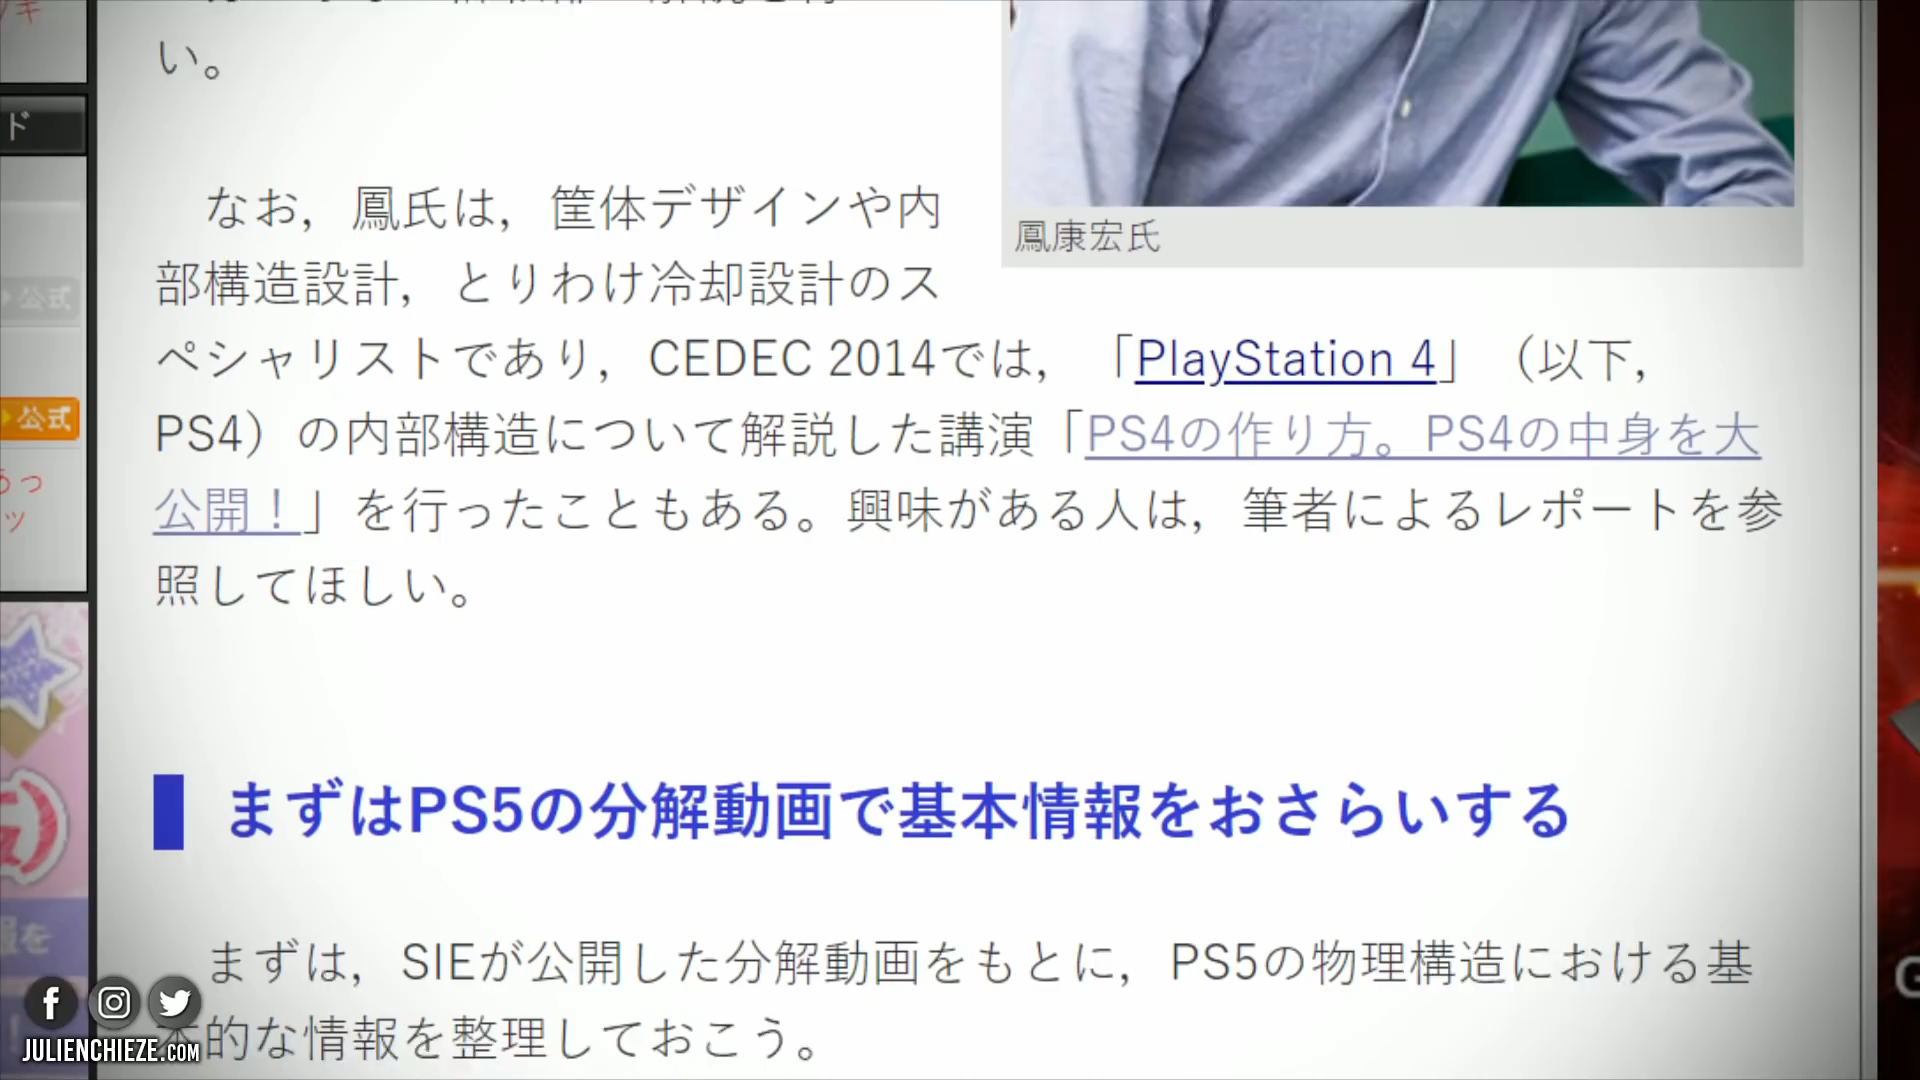 い。
ド
公式
なお，鳳氏は，筐体デザインや内
部構造設計，とりわけ冷却設計のス
鳳康宏氏
ペシャリストであり，CEDEC 2014では，「PlayStation 4」（以下，
PS4）の内部構造について解説した講演「PS4の作り方。PS4の中身を大
公開！」を行ったこともある。興味がある人は，筆者によるレポートを参
照してほしい。
公式
ッ
まずはPS5の分解動画で基本情報をおさらいする
まずは，SIEが公開した分解動画をもとに，PS5の物理構造における基
本的な情報を整理しておこう。
報を
JULIENCHIEZE.COM